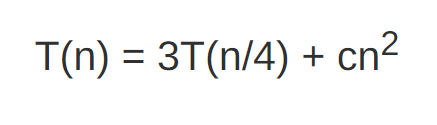 T(n) = 3T(n/4) + cn²